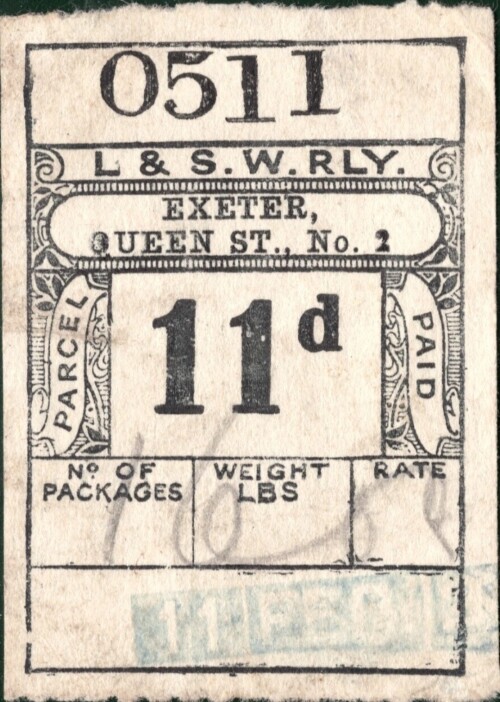 0511
L & S.W.RLY.
EXETER,
QUEEN ST., No. 2
PARCEL
11d
PAID
No OF PACKAGES
WEIGHT LBS
RATE